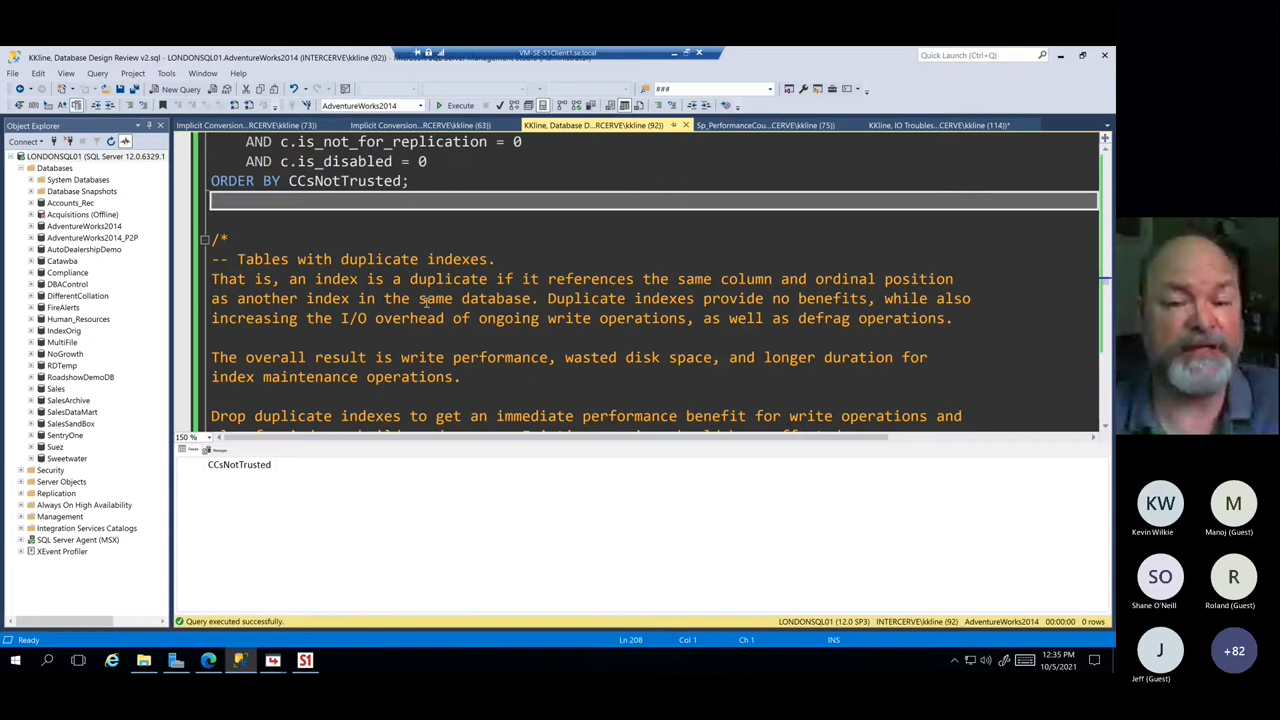 VM-SE-S1Client1.se.local
KKline, Database Design Review v2.sql - LONDONSQL01.AdventureWorks2014 (INTERCERVE\kkline (92))
Quick Launch (Ctrl+Q)
File Edit View Query Project Tools Window Help
New Query
###
AdventureWorks2014
Execute
Object Explorer
Implicit Conversion...RCERVE\kkline (73))
Implicit Conversion...RCERVE\kkline (63))
KKline, Database D...RCERVE\kkline (92))
Sp_PerformanceCou...CERVE\kkline (75))
KKline, IO Troubles...CERVE\kkline (114))*
Connect
LONDONSQL01 (SQL Server 12.0.6329.1
Databases
System Databases
Database Snapshots
Accounts_Rec
Acquisitions (Offline)
AdventureWorks2014
AdventureWorks2014_P2P
AutoDealershipDemo
Catawba
Compliance
DBAControl
DifferentCollation
FireAlerts
Human_Resources
IndexOrig
MultiFile
NoGrowth
RDTemp
RoadshowDemoDB
Sales
SalesArchive
SalesDataMart
SalesSandBox
SentryOne
Suez
Sweetwater
Security
Server Objects
Replication
Always On High Availability
Management
Integration Services Catalogs
SQL Server Agent (MSX)
XEvent Profiler
AND c.is_not_for_replication = 0
AND c.is_disabled = 0
ORDER BY CCsNotTrusted;
/*
-- Tables with duplicate indexes.
That is, an index is a duplicate if it references the same column and ordinal position
as another index in the same database. Duplicate indexes provide no benefits, while also
increasing the I/O overhead of ongoing write operations, as well as defrag operations.
The overall result is write performance, wasted disk space, and longer duration for
index maintenance operations.
Drop duplicate indexes to get an immediate performance benefit for write operations and
150 %
Results Messages
CCsNotTrusted
Query executed successfully.
LONDONSQL01 (12.0 SP3) INTERCERVE\kkline (92) AdventureWorks2014 00:00:00 0 rows
Ready
Ln 208 Col 1 Ch 1 INS
S1
12:35 PM
10/5/2021
KW
Kevin Wilkie
M
Manoj (Guest)
SO
Shane O'Neill
R
Roland (Guest)
J
Jeff (Guest)
+82